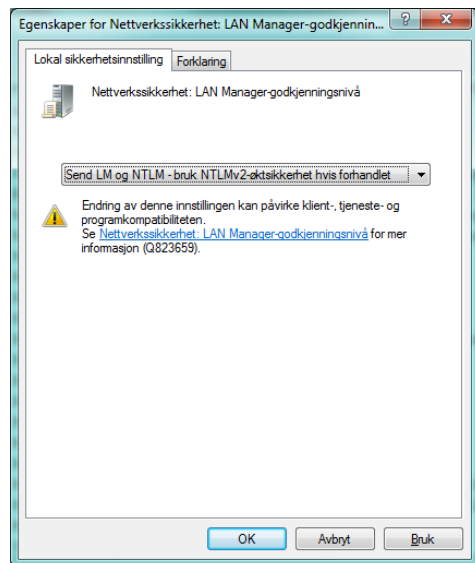 Egenskaper for Nettverkssikkerhet: LAN Manager-godkjennin...
Lokal sikkerhetsinnstilling Forklaring
Nettverkssikkerhet: LAN Manager-godkjenningsnivå
Send LM og NTLM - bruk NTLMv2-øktsikkerhet hvis forhandlet
Endring av denne innstillingen kan påvirke klient-, tjeneste- og
programkompatibiliteten.
Se Nettverkssikkerhet: LAN Manager-godkjenningsnivå for mer
informasjon (Q823659).
OK Avbryt Bruk